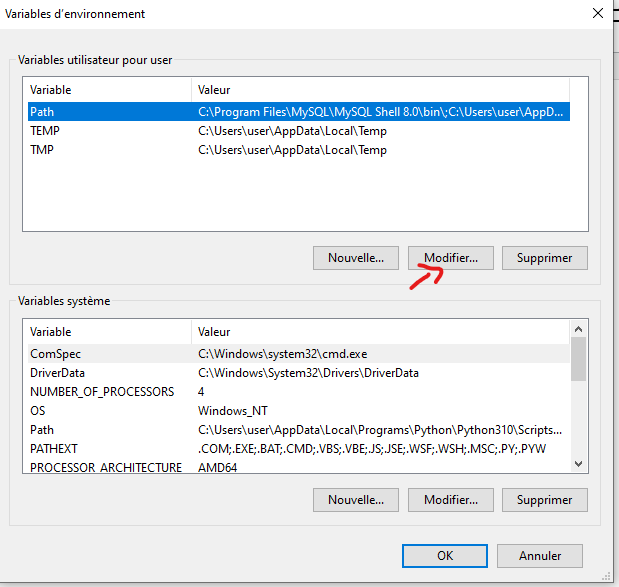 Variables d'environnement
Variables utilisateur pour user
Variable Valeur
Path C:\Program Files\MySQL\MySQL Shell 8.0\bin\;C:\Users\user\AppD...
TEMP C:\Users\user\AppData\Local\Temp
TMP C:\Users\user\AppData\Local\Temp
Nouvelle... Modifier... Supprimer
Variables système
Variable Valeur
ComSpec C:\Windows\system32\cmd.exe
DriverData C:\Windows\System32\Drivers\DriverData
NUMBER_OF_PROCESSORS 4
OS Windows_NT
Path C:\Users\user\AppData\Local\Programs\Python\Python310\Scripts...
PATHEXT .COM;.EXE;.BAT;.CMD;.VBS;.VBE;.JS;.JSE;.WSF;.WSH;.MSC;.PY;.PYW
PROCESSOR_ARCHITECTURE AMD64
Nouvelle... Modifier... Supprimer
OK Annuler